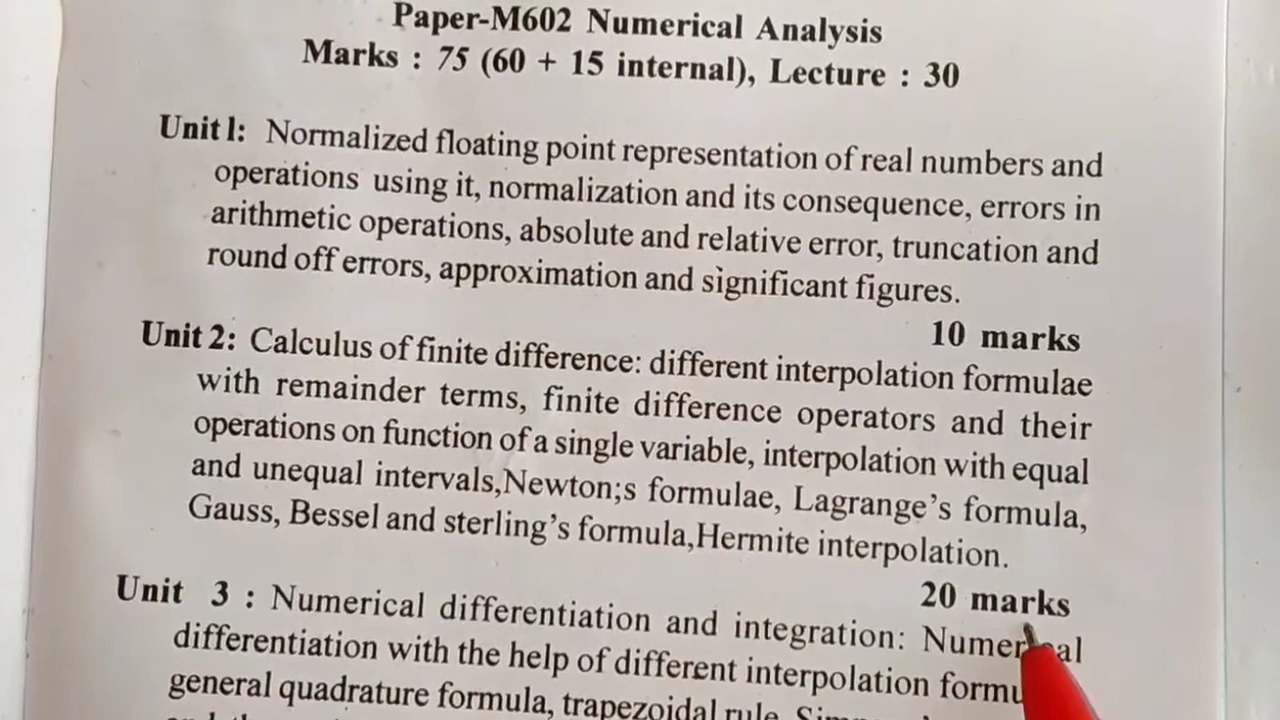 Paper-M602 Numerical Analysis
Marks : 75 (60 + 15 internal), Lecture : 30
Unit 1: Normalized floating point representation of real numbers and
operations using it, normalization and its consequence, errors in
arithmetic operations, absolute and relative error, truncation and
round off errors, approximation and significant figures.
10 marks
Unit 2: Calculus of finite difference: different interpolation formulae
with remainder terms, finite difference operators and their
operations on function of a single variable, interpolation with equal
and unequal intervals,Newton;s formulae, Lagrange's formula,
Gauss, Bessel and sterling's formula,Hermite interpolation.
20 marks
Unit 3 : Numerical differentiation and integration: Numerical
differentiation with the help of different interpolation
general quadrature formula, trapezoidal rule,